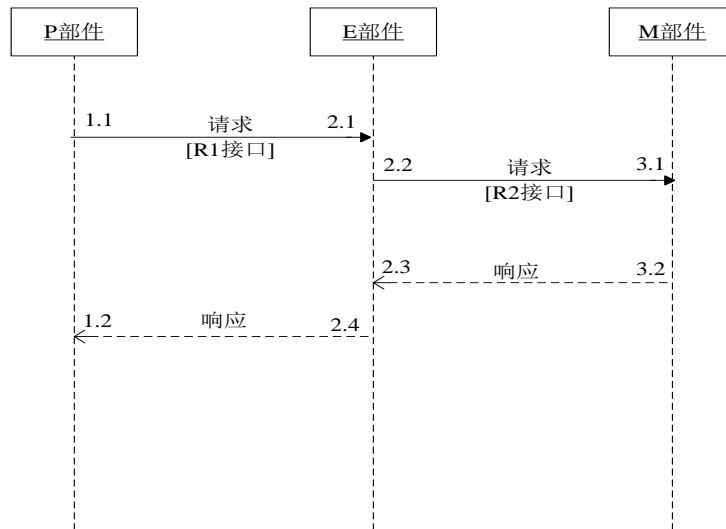 P部件 E部件 M部件
1.1 请求 2.1
[R1接口]
2.2 请求 3.1
[R2接口]
2.3 响应 3.2
1.2 响应 2.4